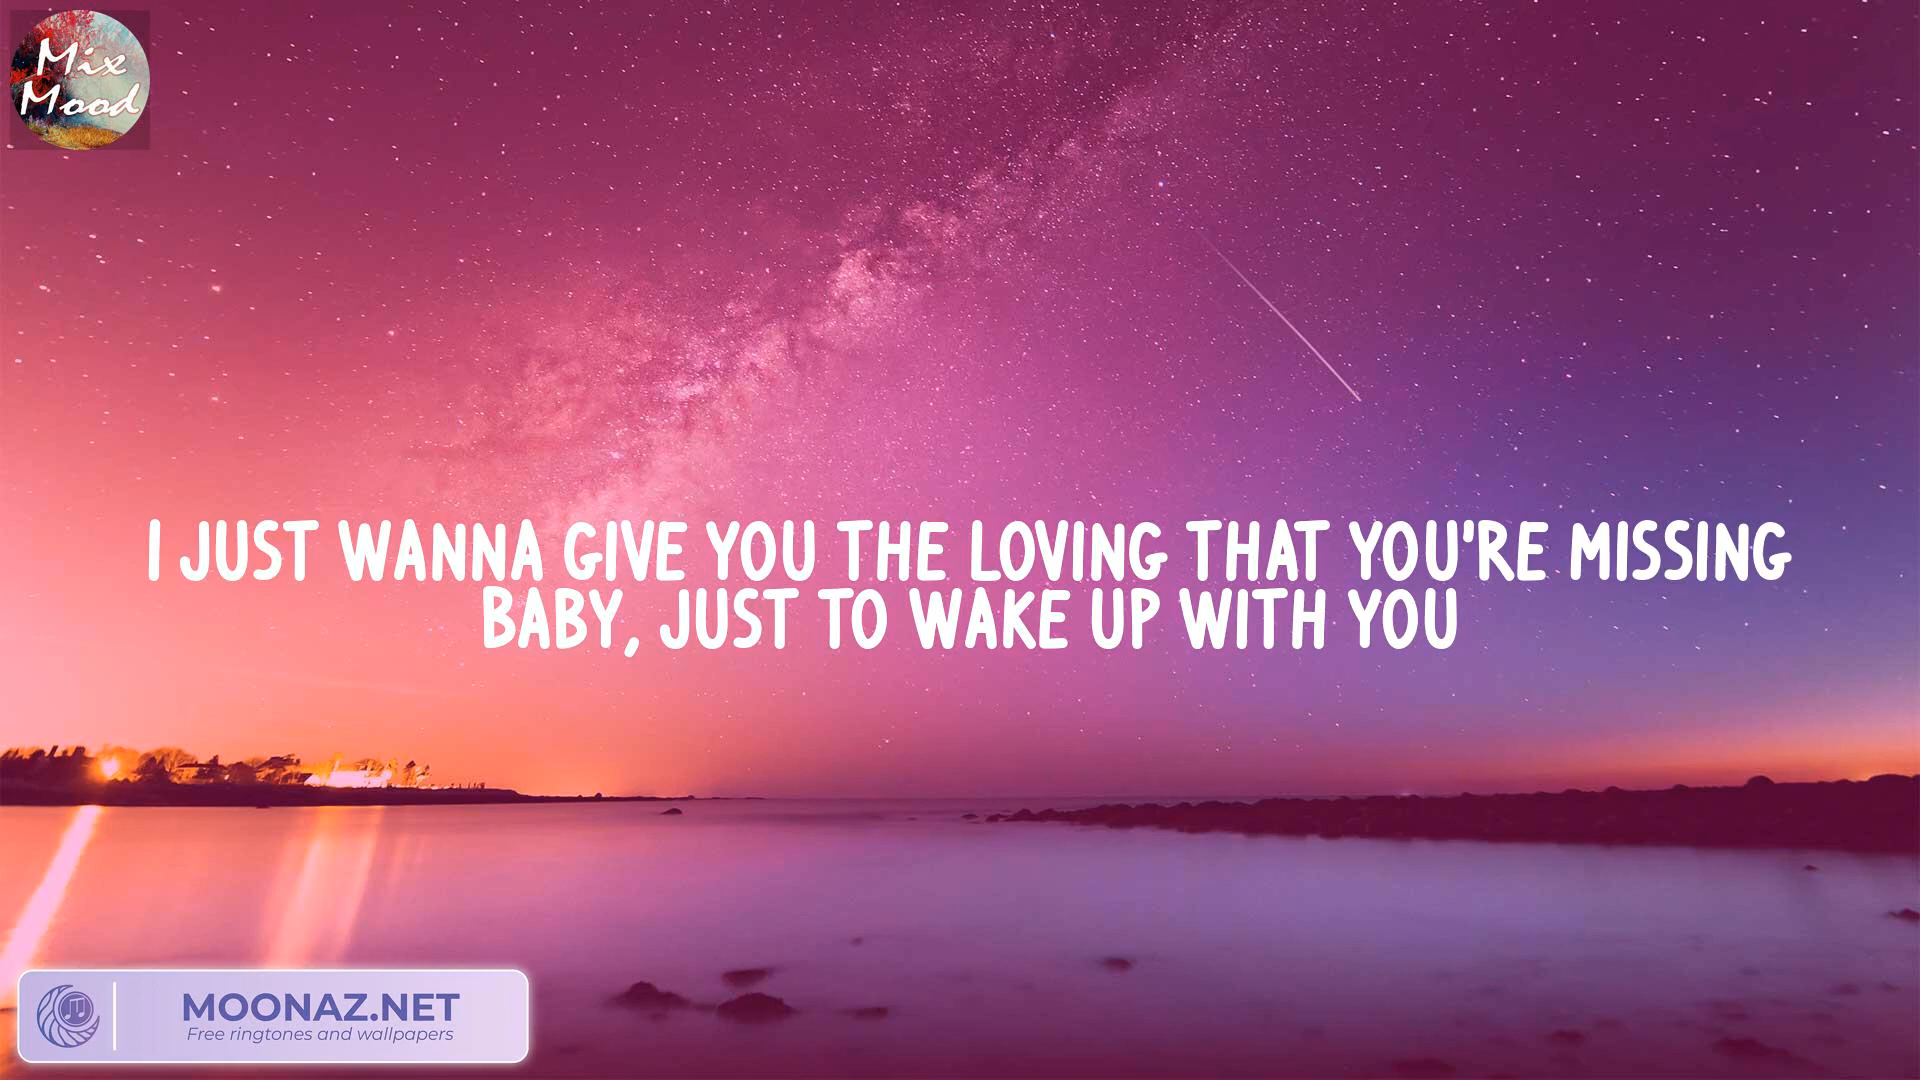 Mix
Mood
I JUST WANNA GIVE YOU THE LOVING THAT YOU'RE MISSING
BABY, JUST TO WAKE UP WITH YOU
MOONAZ.NET
Free ringtones and wallpapers